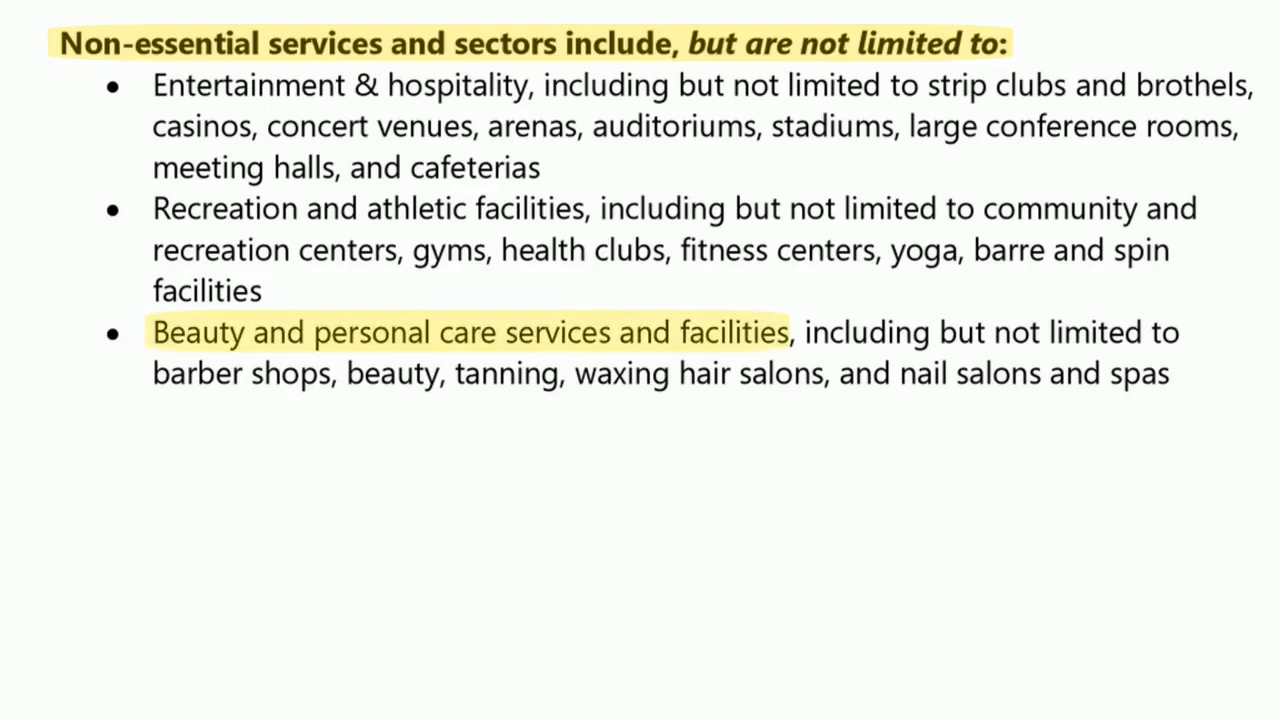 Non-essential services and sectors include, but are not limited to:
• Entertainment & hospitality, including but not limited to strip clubs and brothels,
casinos, concert venues, arenas, auditoriums, stadiums, large conference rooms,
meeting halls, and cafeterias
• Recreation and athletic facilities, including but not limited to community and
recreation centers, gyms, health clubs, fitness centers, yoga, barre and spin
facilities
• Beauty and personal care services and facilities, including but not limited to
barber shops, beauty, tanning, waxing hair salons, and nail salons and spas